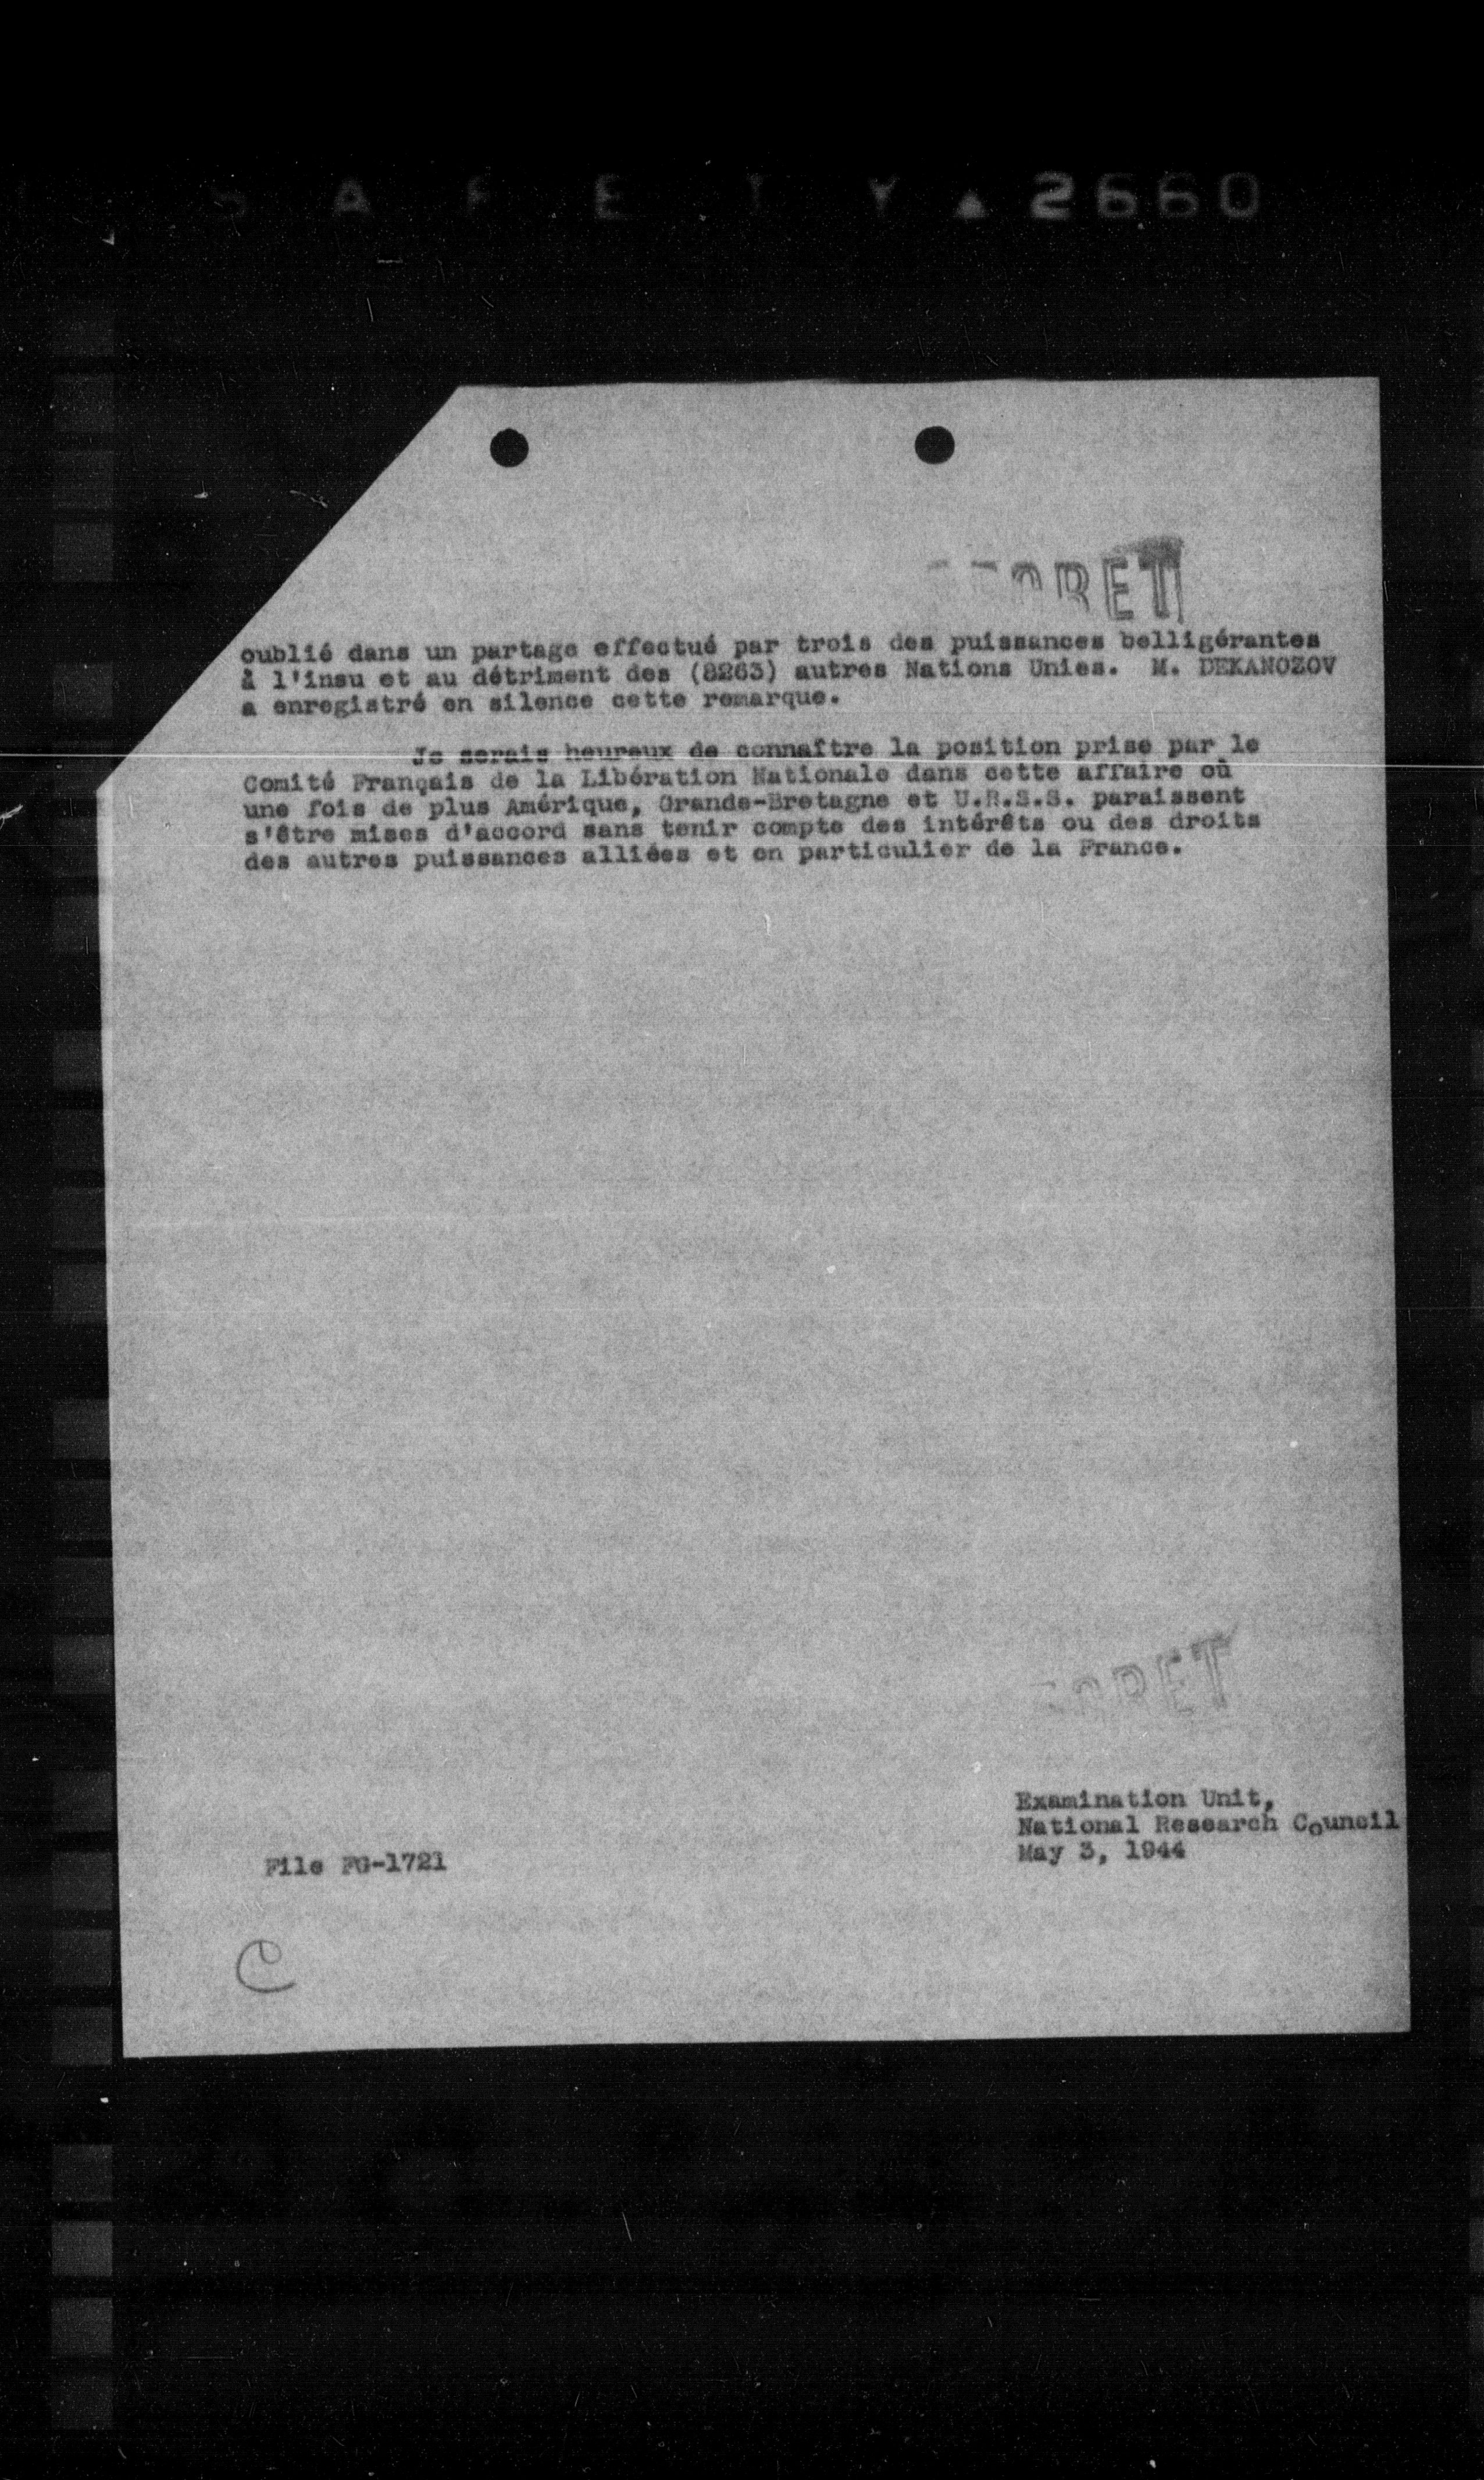 SAFETY▲2660
SECRET
oublié dans un partage effectué par trois des puissances belligérantes
à l'insu et au détriment des (8263) autres Nations Unies. M. DEKANOZOV
a enregistré en silence cette remarque.
Je serais heureux de connaître la position prise par le
Comité Français de la Libération Nationale dans cette affaire où
une fois de plus Amérique, Grande-Bretagne et U.R.S.S. paraissent
s'être mises d'accord sans tenir compte des intérêts ou des droits
des autres puissances alliées et en particulier de la France.
SECRET
Examination Unit,
National Research Council
May 3, 1944
File FG-1721
C